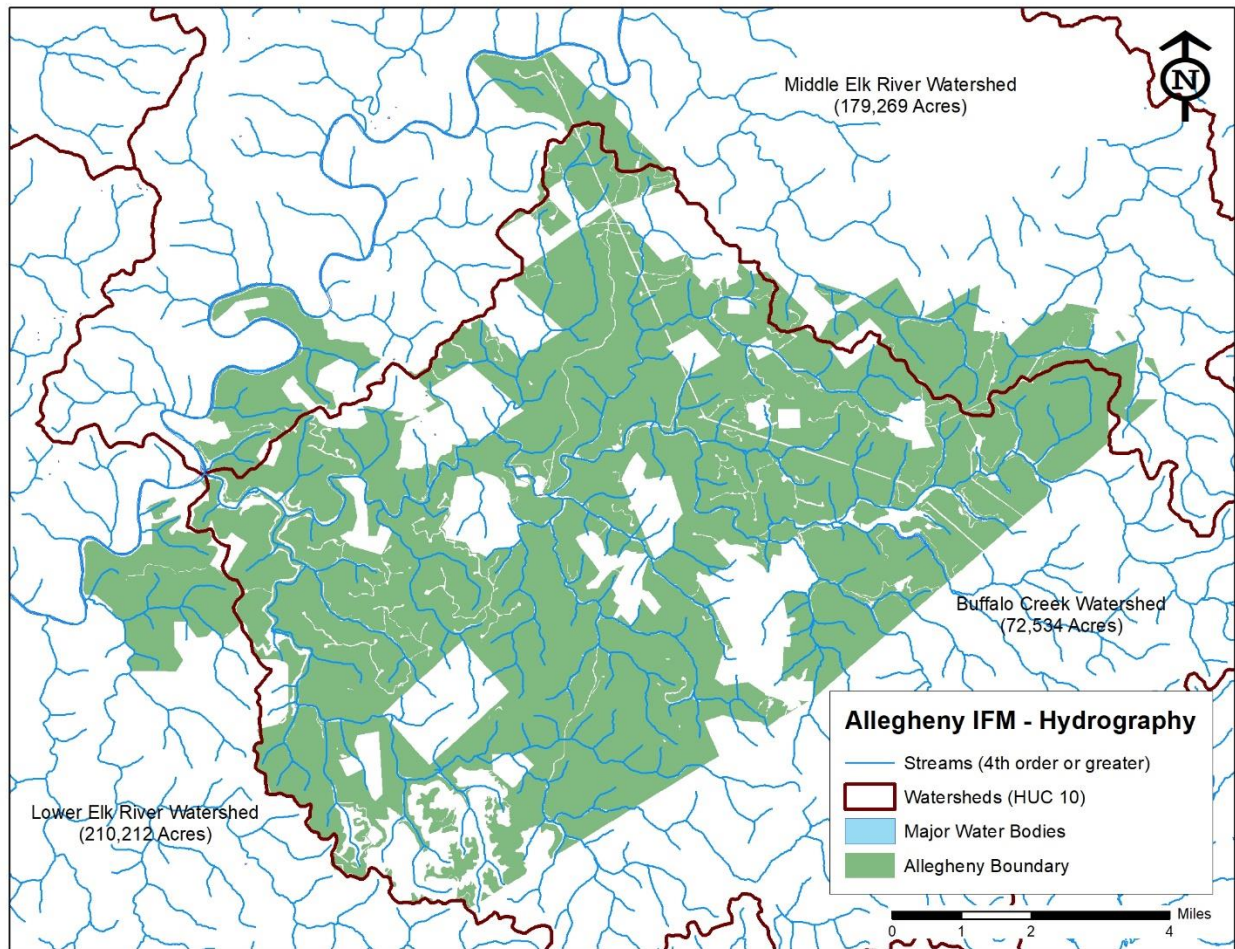 N
Middle Elk River Watershed
(179,269 Acres)
Buffalo Creek Watershed
(72,534 Acres)
Lower Elk River Watershed
(210,212 Acres)
Allegheny IFM - Hydrography
Streams (4th order or greater)
Watersheds (HUC 10)
Major Water Bodies
Allegheny Boundary
Miles
0 1 2 4